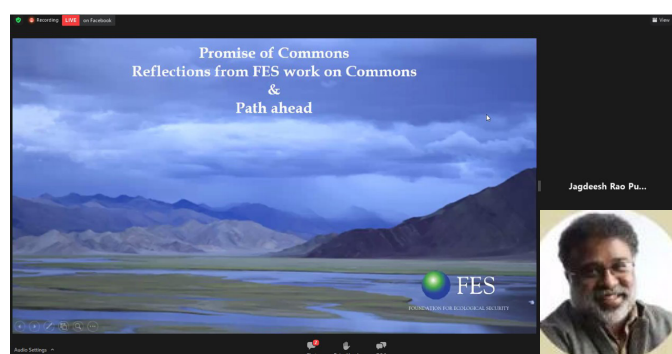 Recording
LIVE
on Facebook
View
Promise of Commons
Reflections from FES work on Commons
&
Path ahead
Jagdeesh Rao Pu...
FES
FOUNDATION FOR ECOLOGICAL SECURITY
Audio Settings